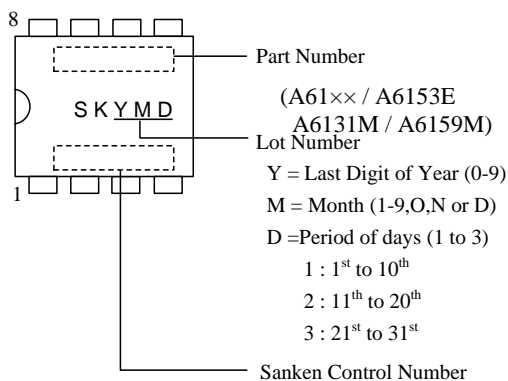 8
Part Number
(A61×× / A6153E
A6131M / A6159M)
SKYMD
Lot Number
Y = Last Digit of Year (0-9)
M = Month (1-9,O,N or D)
D =Period of days (1 to 3)
1 : 1st to 10th
2 : 11th to 20th
3 : 21st to 31st
1
Sanken Control Number